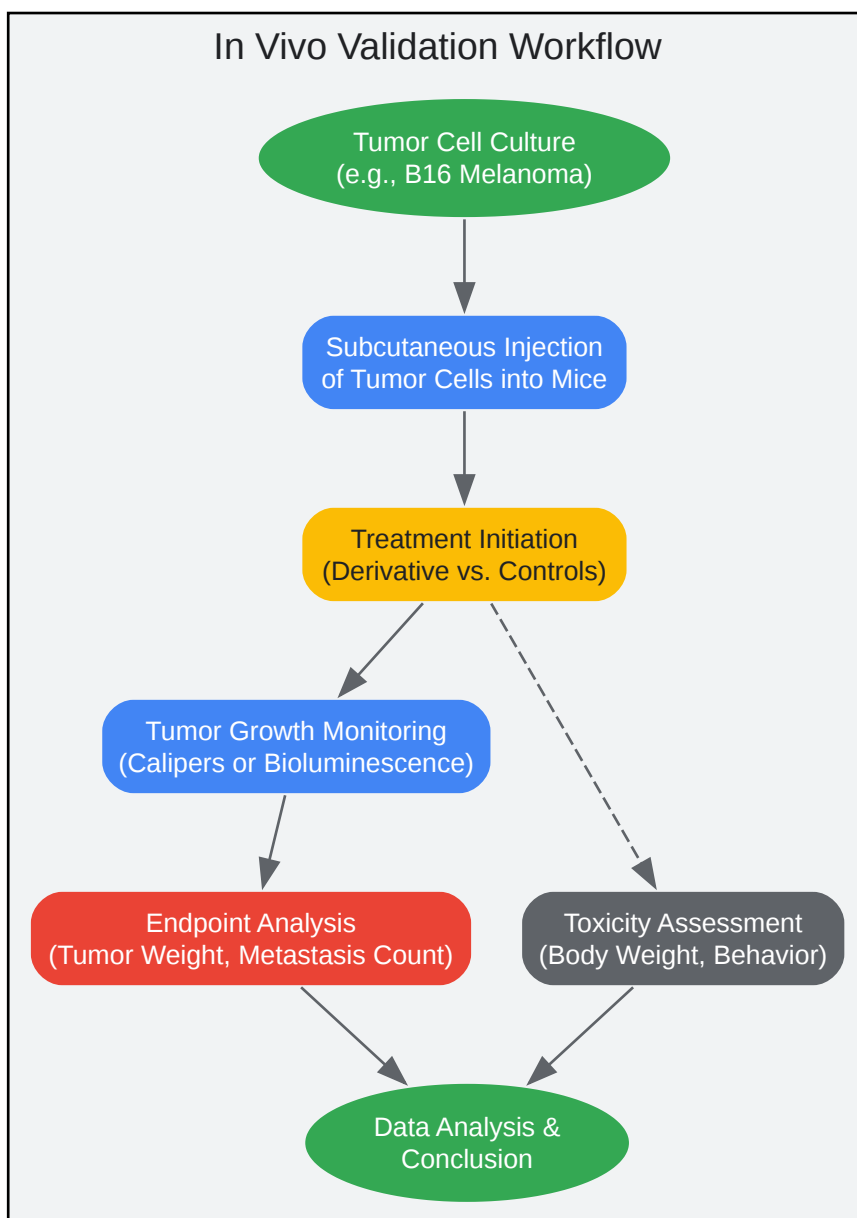 In Vivo Validation Workflow
Tumor Cell Culture
(e.g., B16 Melanoma)
Subcutaneous Injection
of Tumor Cells into Mice
Treatment Initiation
(Derivative vs. Controls)
Tumor Growth Monitoring
(Calipers or Bioluminescence)
Endpoint Analysis
(Tumor Weight, Metastasis Count)
Toxicity Assessment
(Body Weight, Behavior)
Data Analysis &
Conclusion